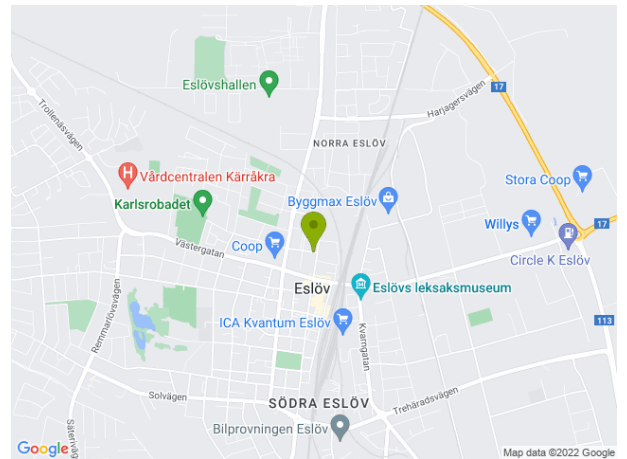 Eslövshallen
17
Trollenäsvägen
Harjagersvägen
NORRA ESLÖV
Vårdcentralen Kärråkra
H
Stora Coop
Karlsrobadet
Byggmax Eslöv
Willys
17
Västergatan
Coop
Circle K Eslöv
Eslöv
Eslövs leksaksmuseum
Remmarlövsvägen
ICA Kvantum Eslöv
Kvarngatan
113
Solvägen
SÖDRA ESLÖV
Trehäradsvägen
Säterivägen
Bilprovningen Eslöv
Google
Map data ©2022 Google